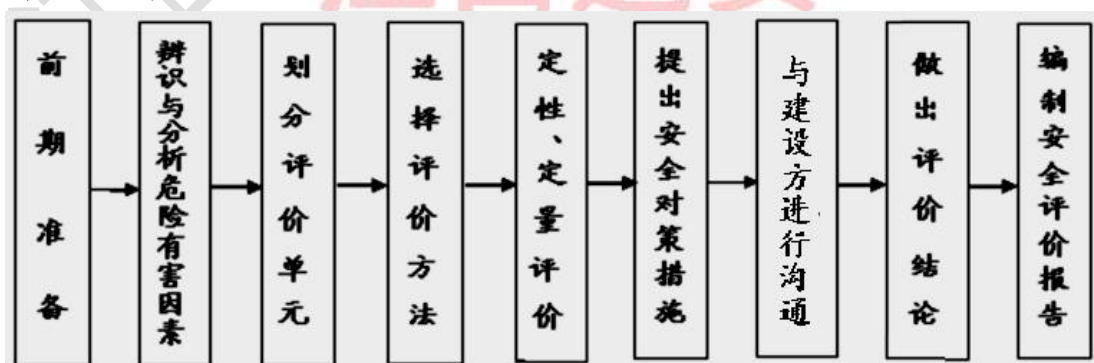 前期准备
辨识与分析危险有害因素
划分评价单元
选择评价方法
定性、定量评价
提出安全对策措施
与建设方进行沟通
做出评价结论
编制安全评价报告